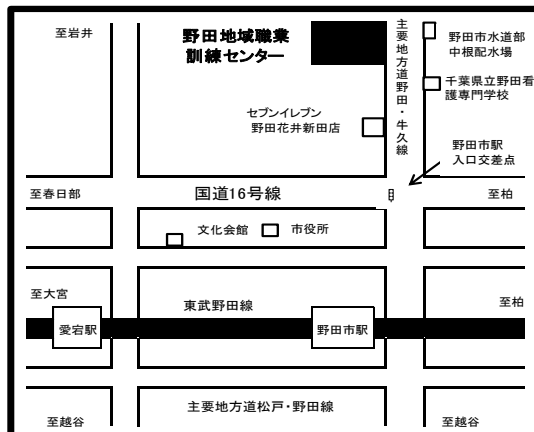 至岩井
野田地域職業
訓練センター
主要地方道野田・牛久線
野田市水道部
中根配水場
千葉県立野田看
護専門学校
セブンイレブン
野田花井新田店
野田市駅
入口交差点
至春日部
国道16号線
至柏
文化会館
市役所
至大宮
東武野田線
至柏
愛宕駅
野田市駅
主要地方道松戸・野田線
至越谷
至越谷